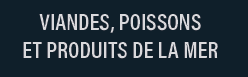 VIANDES, POISSONS
ET PRODUITS DE LA MER